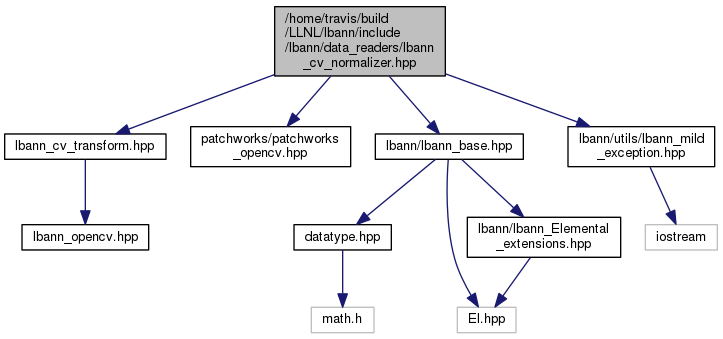 /home/travis/build
/LLNL/lbann/include
/lbann/data_readers/lbann
_cv_normalizer.hpp
lbann_cv_transform.hpp
patchworks/patchworks
_opencv.hpp
lbann/lbann_base.hpp
lbann/utils/lbann_mild
_exception.hpp
lbann_opencv.hpp
datatype.hpp
lbann/lbann_Elemental
_extensions.hpp
iostream
math.h
El.hpp